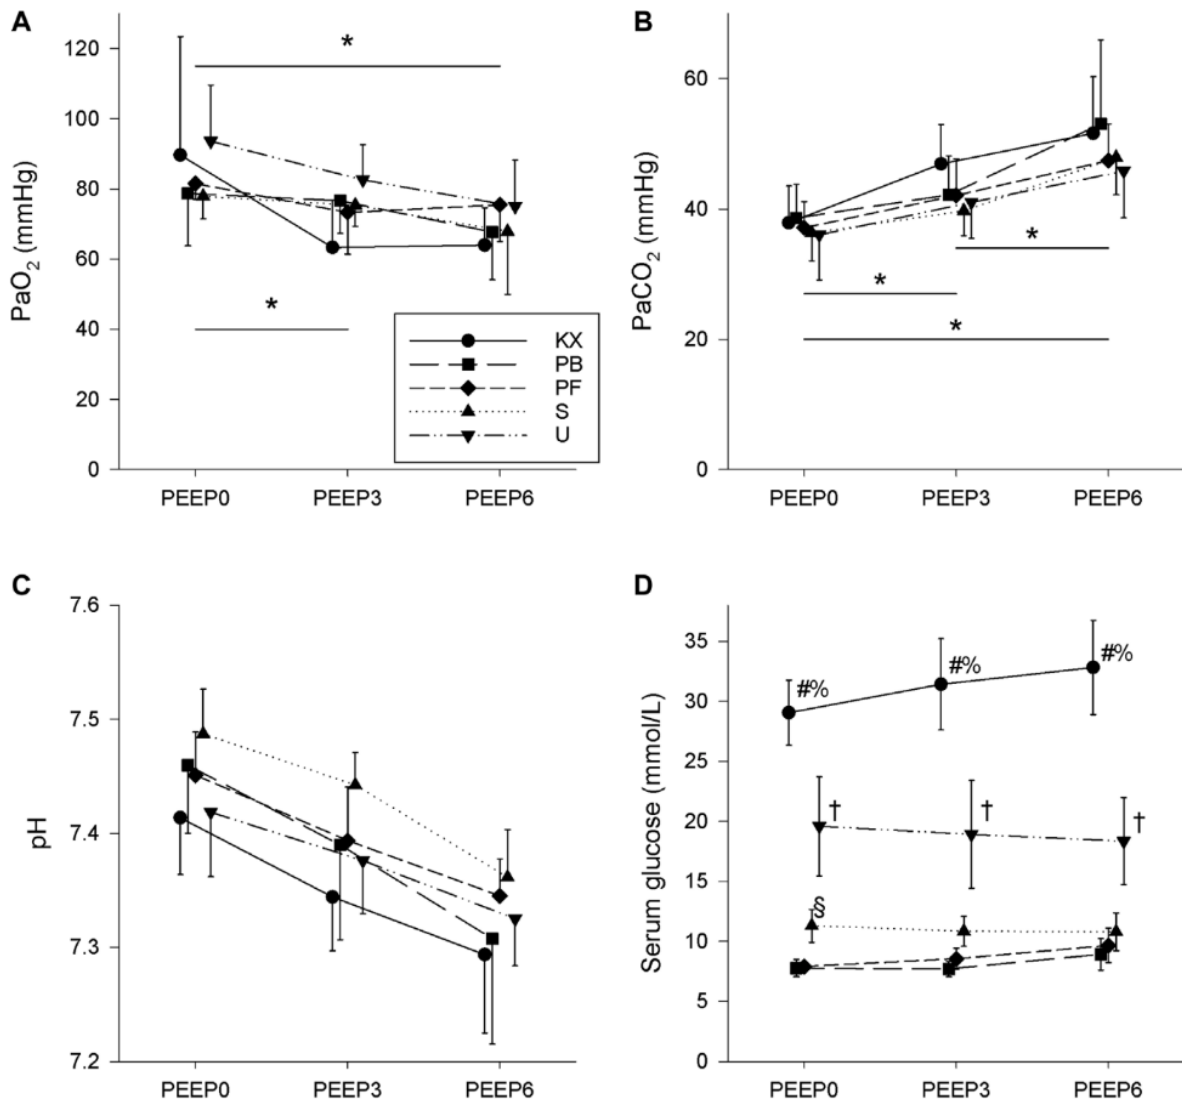 A
PaO2 (mmHg)
120
100
80
60
40
20
0
*
*
KX
PB
PF
S
U
PEEP0 PEEP3 PEEP6
B
PaCO2 (mmHg)
60
40
20
0
*
*
*
PEEP0 PEEP3 PEEP6
C
pH
7.6
7.5
7.4
7.3
7.2
PEEP0 PEEP3 PEEP6
D
Serum glucose (mmol/L)
35
30
25
20
15
10
5
0
#% #% #%
† † †
§
PEEP0 PEEP3 PEEP6